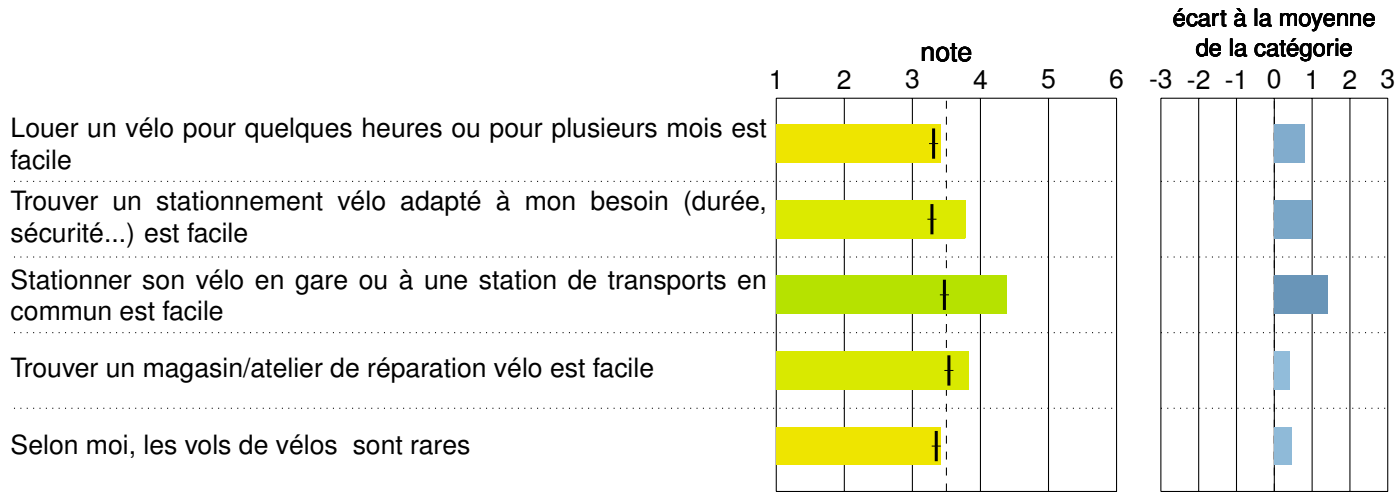 écart à la moyenne
de la catégorie
note
1 2 3 4 5 6
-3 -2 -1 0 1 2 3
Louer un vélo pour quelques heures ou pour plusieurs mois est
facile
Trouver un stationnement vélo adapté à mon besoin (durée,
sécurité...) est facile
Stationner son vélo en gare ou à une station de transports en
commun est facile
Trouver un magasin/atelier de réparation vélo est facile
Selon moi, les vols de vélos sont rares